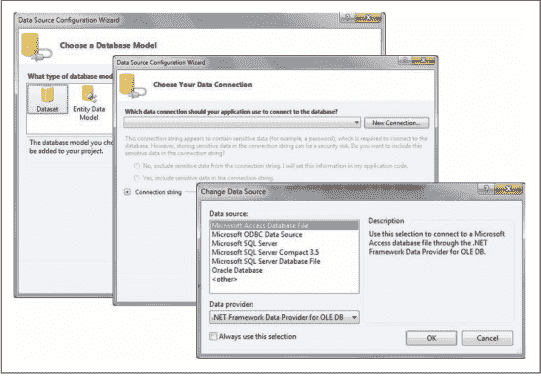 Data Source Configuration Wizard
Choose a Database Model
What type of database mod
Dataset
Entity Data
Model
The database model you cho
be added to your project.
Data Source Configuration Wizard
Choose Your Data Connection
Which data connection should your application use to connect to the database?
New Connection...
This connection string appears to contain sensitive data (for example, a password), which is required to connect to the
database. However, storing sensitive data in the connection string can be a security risk. Do you want to include this
sensitive data in the connection string?
No, exclude sensitive data from the connection string. I will set this information in my application code.
Yes, include sensitive data in the connection string.
Connection string
Change Data Source
Data source:
Microsoft Access Database File
Microsoft ODBC Data Source
Microsoft SQL Server
Microsoft SQL Server Compact 3.5
Microsoft SQL Server Database File
Oracle Database
<other>
Description
Use this selection to connect to a Microsoft
Access database file through the .NET
Framework Data Provider for OLE DB.
Data provider:
.NET Framework Data Provider for OLE DB
Always use this selection
OK
Cancel